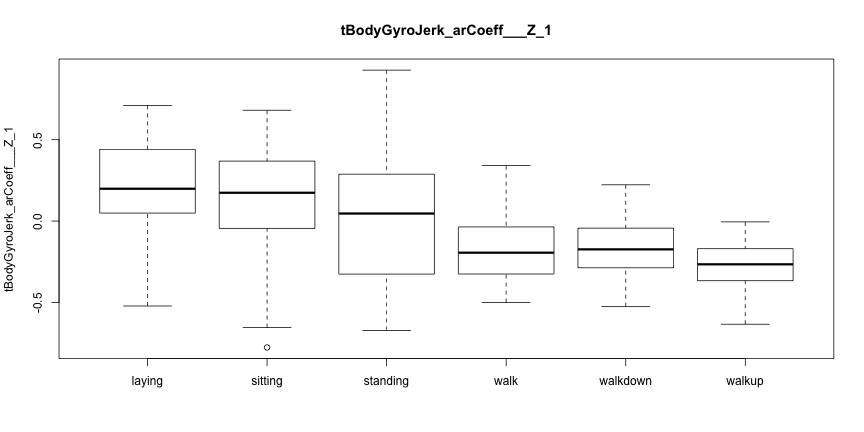 tBodyGyroJerk_arCoeff___Z_1
tBodyGyroJerk_arCoeff___Z_1
0.5
0.0
-0.5
laying sitting standing walk walkdown walkup